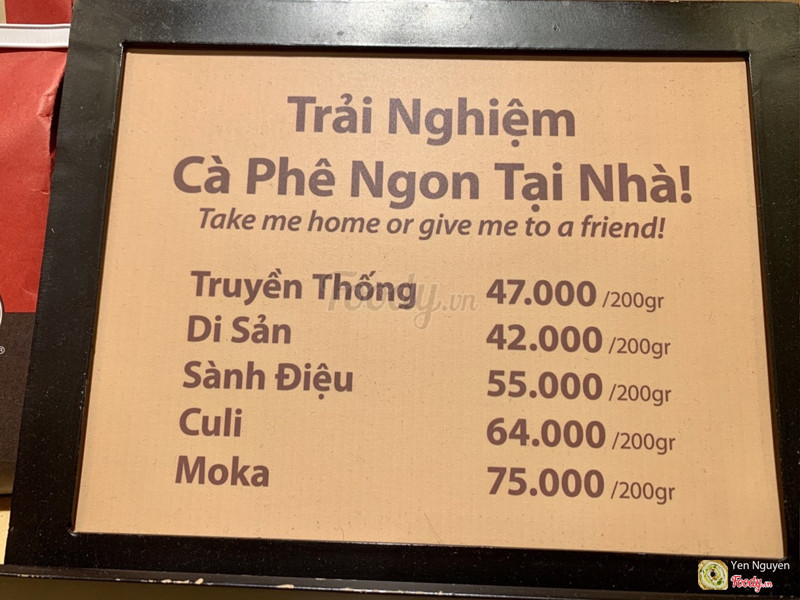 Trải Nghiệm
Cà Phê Ngon Tại Nhà!
Take me home or give me to a friend!
Truyền Thống 47.000 /200gr
Di Sản 42.000 /200gr
Sành Điệu 55.000 /200gr
Culi 64.000 /200gr
Moka 75.000 /200gr
Foody.vn
®
Yen Nguyen
Foody.vn